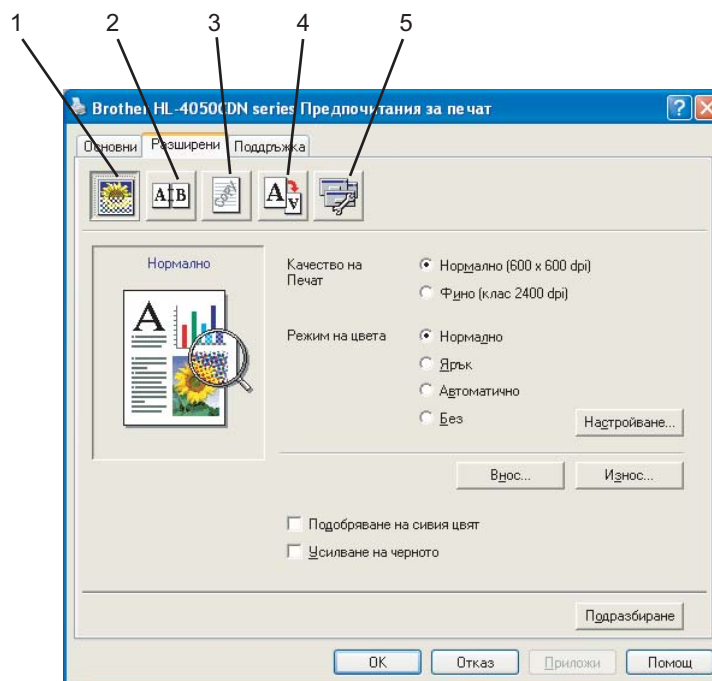 1 2 3 4 5
Brother HL-4050CDN series Предпочитания за печат
Основни Разширени Поддръжка
A B Copy A A
Нормално
A
Качество на Печат
Нормално (600 x 600 dpi)
Фино (клас 2400 dpi)
Режим на цвета
Нормално
Ярък
Автоматично
Без
Настройване...
Внос... Износ...
Подобряване на сивия цвят
Усилване на черното
Подразбиране
OK Отказ Приложи Помощ